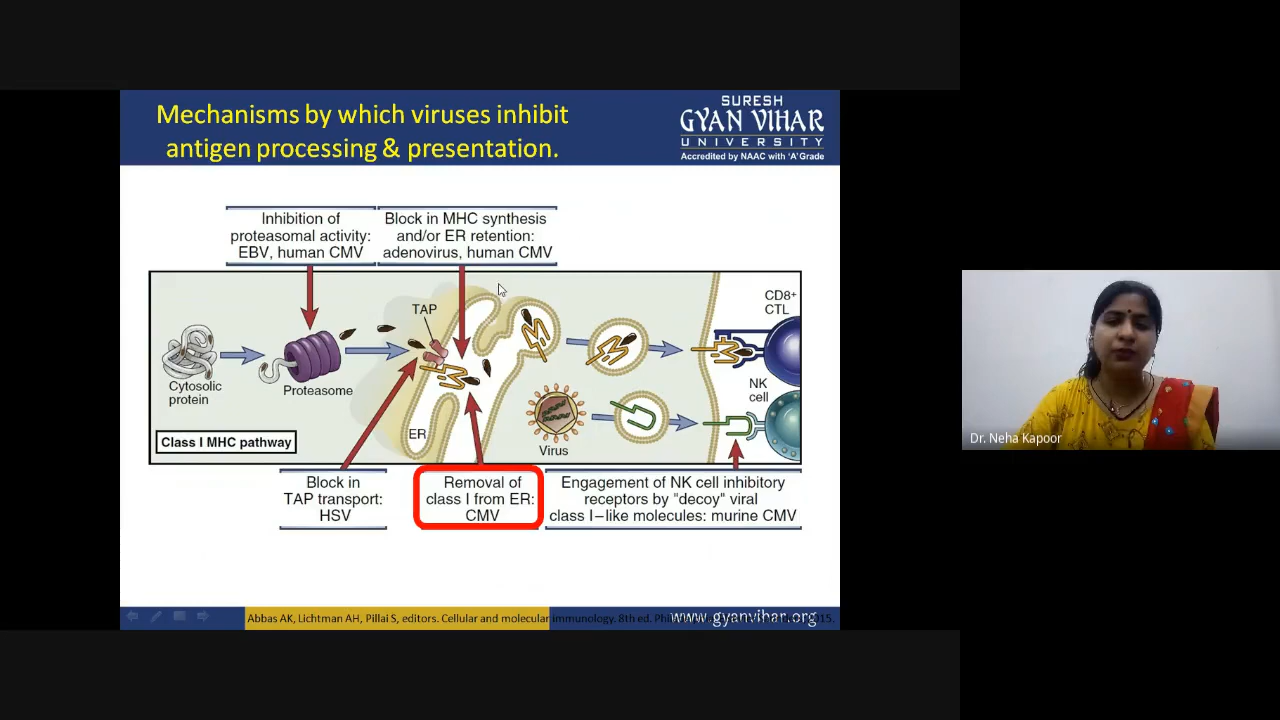 Mechanisms by which viruses inhibit
antigen processing & presentation.
SURESH
GYAN VIHAR
UNIVERSITY
Accredited by NAAC with 'A' Grade
Inhibition of
proteasomal activity:
EBV, human CMV
Block in MHC synthesis
and/or ER retention:
adenovirus, human CMV
TAP
CD8+
CTL
Cytosolic
protein
Proteasome
NK
cell
ER
Virus
Class I MHC pathway
Block in
TAP transport:
HSV
Removal of
class I from ER:
CMV
Engagement of NK cell inhibitory
receptors by "decoy" viral
class I–like molecules: murine CMV
Dr. Neha Kapoor
Abbas AK, Lichtman AH, Pillai S, editors. Cellular and molecular immunology. 8th ed.
www.gyanvihar.org